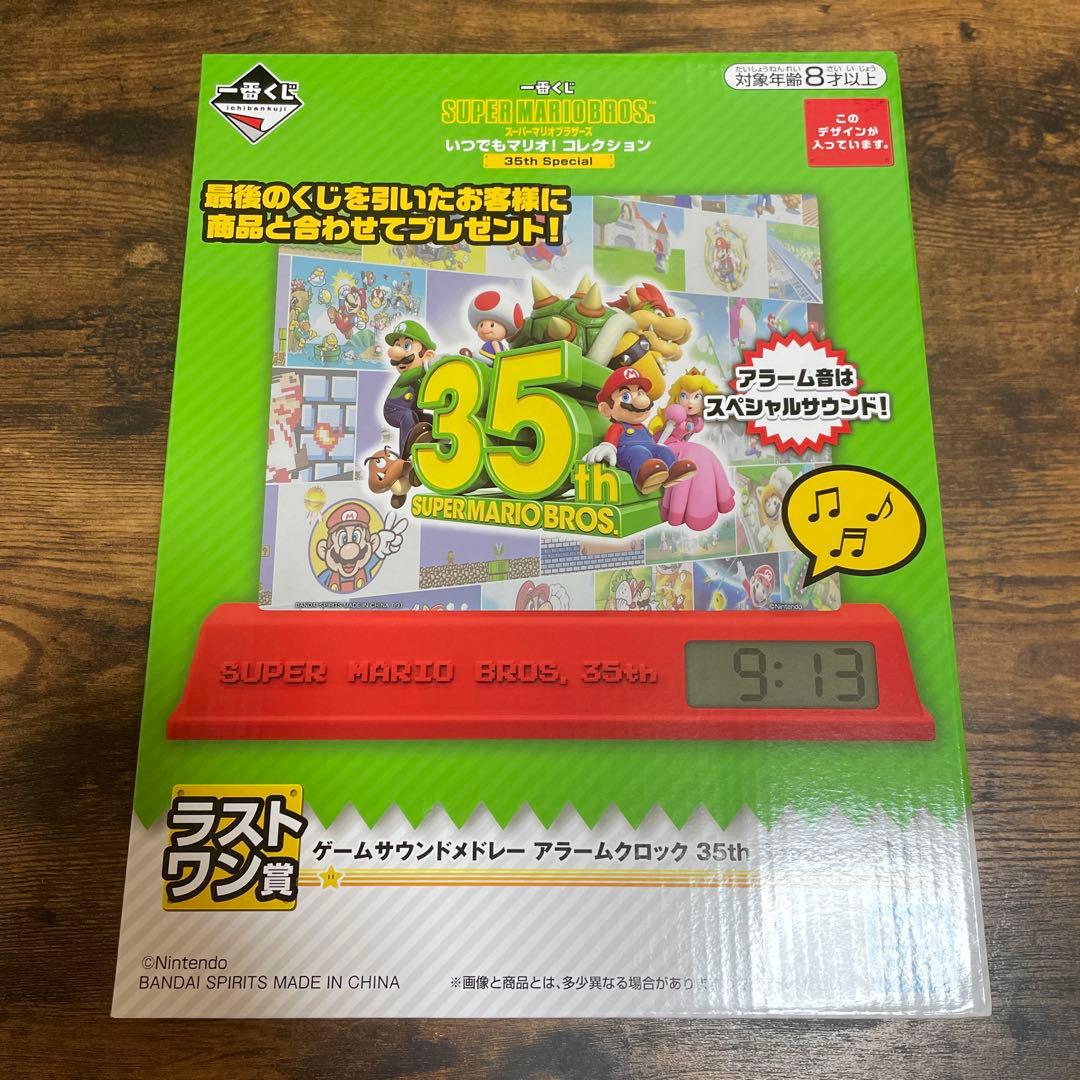 一番くじ
ichibankuji
一番くじ
SUPER MARIO BROS.™
スーパーマリオブラザーズ
いつでもマリオ! コレクション
35th Special
たいしょうねんれい さい いじょう
対象年齢8才以上
この
デザインが
入っています。
最後のくじを引いたお客様に
商品と合わせてプレゼント!
35th
SUPER MARIO BROS.
アラーム音は
スペシャルサウンド!
BANDAI SPIRITS MADE IN CHINA
©Nintendo
SUPER MARIO BROS. 35th
9:13
ラスト
ワン賞
ゲームサウンドメドレー アラームクロック 35th
©Nintendo
BANDAI SPIRITS MADE IN CHINA
※画像と商品とは、多少異なる場合があり